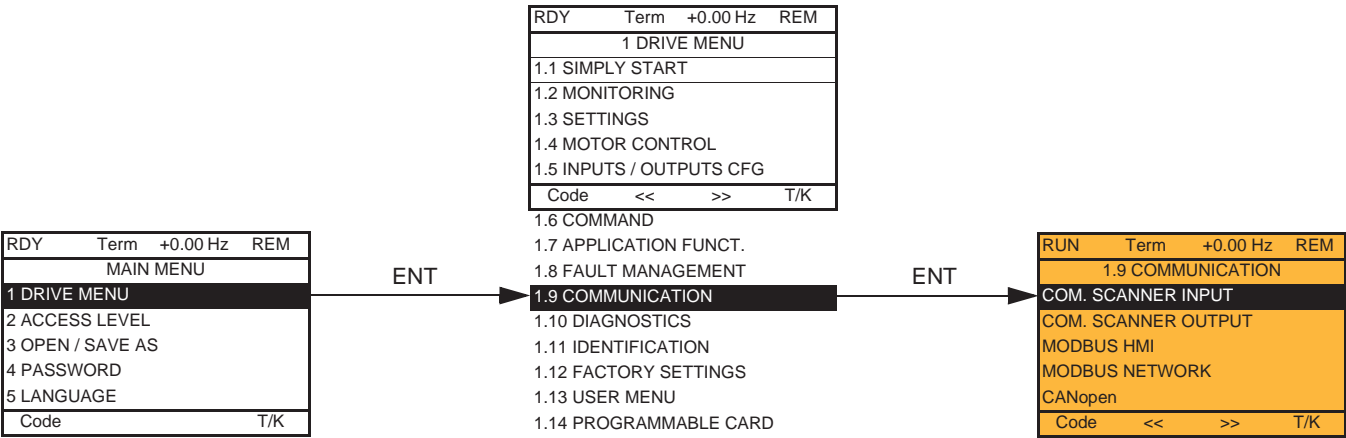 RDY Term +0.00 Hz REM
MAIN MENU
1 DRIVE MENU
2 ACCESS LEVEL
3 OPEN / SAVE AS
4 PASSWORD
5 LANGUAGE
Code T/K
ENT
RDY Term +0.00 Hz REM
1 DRIVE MENU
1.1 SIMPLY START
1.2 MONITORING
1.3 SETTINGS
1.4 MOTOR CONTROL
1.5 INPUTS / OUTPUTS CFG
Code << >> T/K
1.6 COMMAND
1.7 APPLICATION FUNCT.
1.8 FAULT MANAGEMENT
1.9 COMMUNICATION
1.10 DIAGNOSTICS
1.11 IDENTIFICATION
1.12 FACTORY SETTINGS
1.13 USER MENU
1.14 PROGRAMMABLE CARD
ENT
RUN Term +0.00 Hz REM
1.9 COMMUNICATION
COM. SCANNER INPUT
COM. SCANNER OUTPUT
MODBUS HMI
MODBUS NETWORK
CANopen
Code << >> T/K